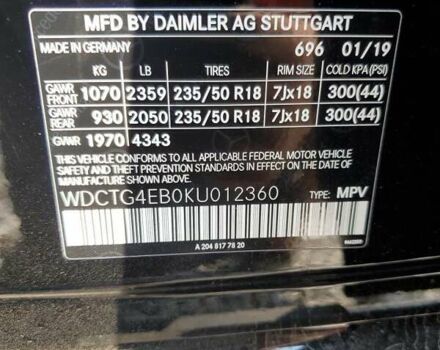 MFD BY DAIMLER AG STUTTGART
MADE IN GERMANY 696 01/19
KG LB TIRES RIM SIZE COLD KPA(PSI)
GAWR FRONT 1070 2359 235/50 R18 7Jx18 300(44)
GAWR REAR 930 2050 235/50 R18 7Jx18 300(44)
GVWR 1970 4343
THIS VEHICLE CONFORMS TO ALL APPLICABLE FEDERAL MOTOR VEHICLE
SAFETY AND THEFT PREVENTION STANDARDS IN EFFECT ON THE DATE OF
MANUFACTURE SHOWN ABOVE.
WDCTG4EB0KU012360 TYPE: MPV
A 204 817 78 20